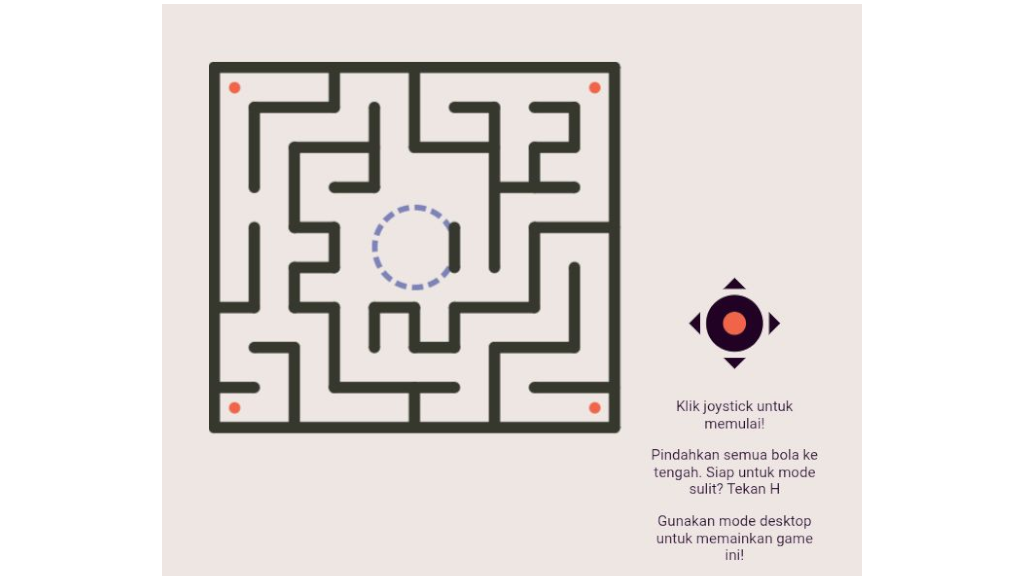 Klik joystick untuk
memulai!
Pindahkan semua bola ke
tengah. Siap untuk mode
sulit? Tekan H
Gunakan mode desktop
untuk memainkan game
ini!